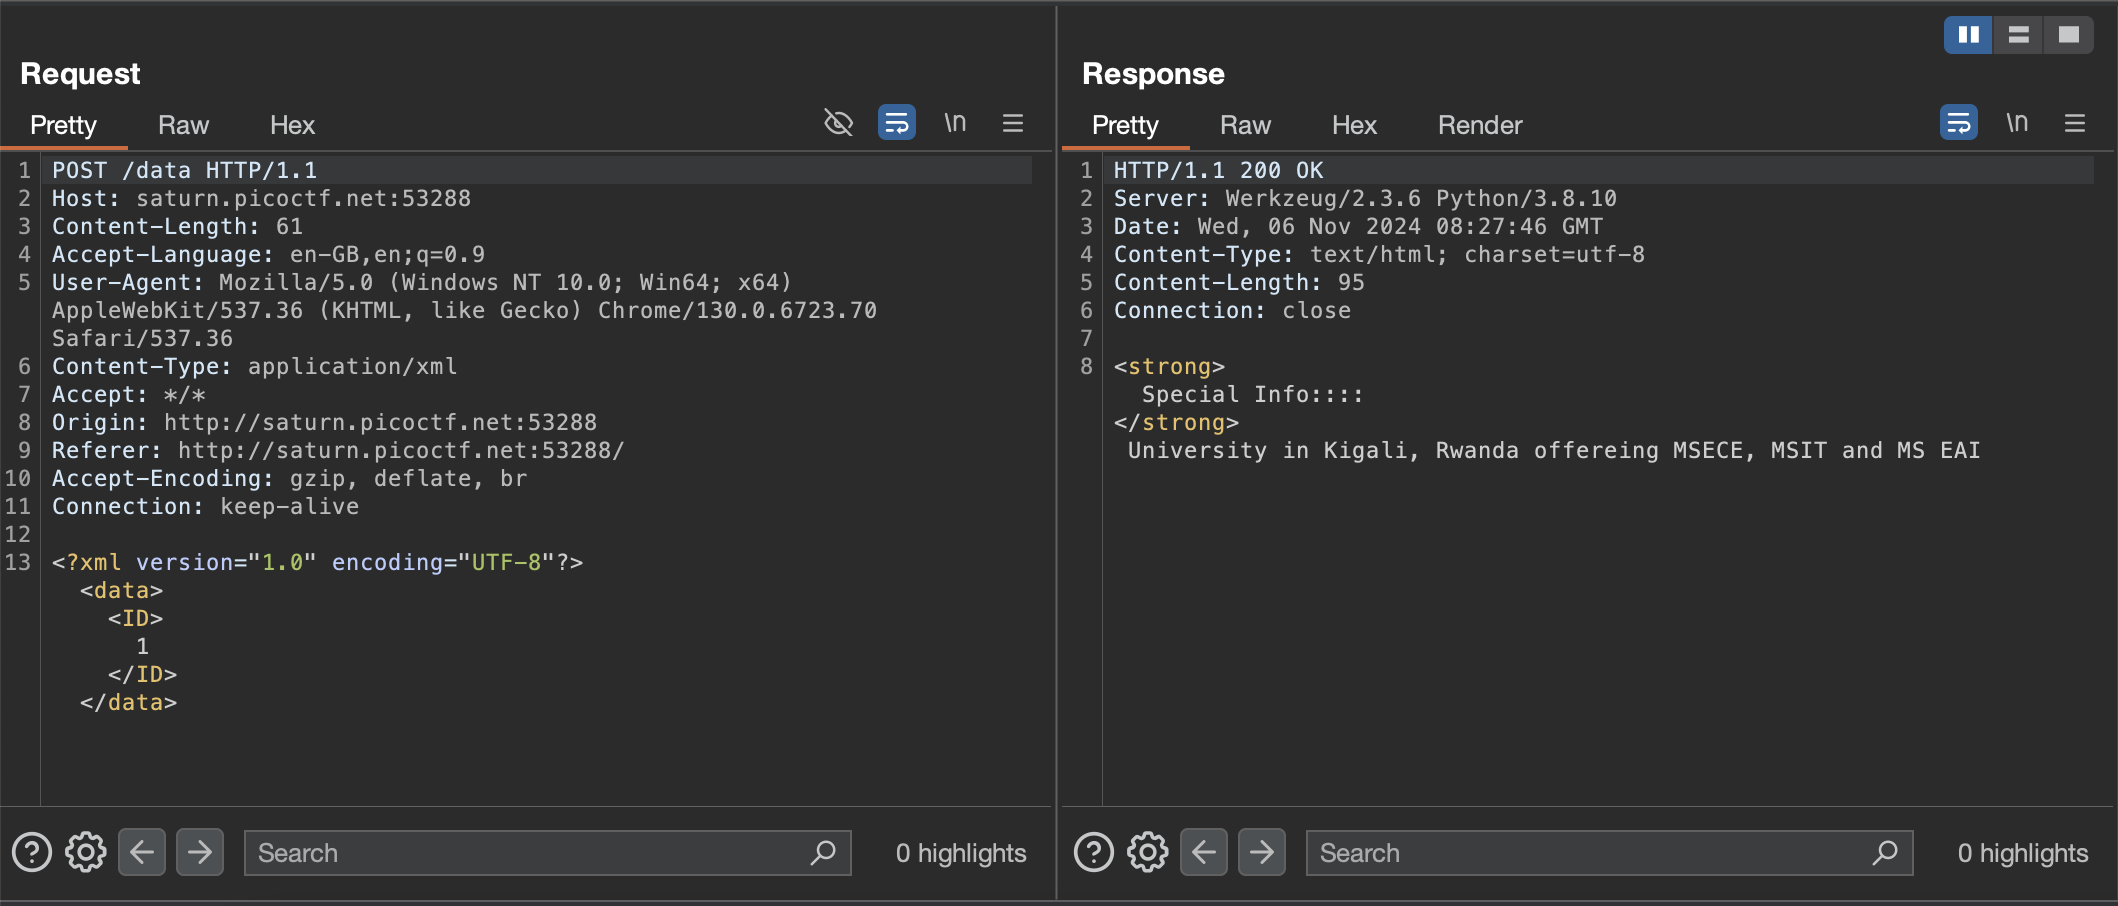 Request
Pretty Raw Hex \n
1 POST /data HTTP/1.1
2 Host: saturn.picoctf.net:53288
3 Content-Length: 61
4 Accept-Language: en-GB,en;q=0.9
5 User-Agent: Mozilla/5.0 (Windows NT 10.0; Win64; x64)
AppleWebKit/537.36 (KHTML, like Gecko) Chrome/130.0.6723.70
Safari/537.36
6 Content-Type: application/xml
7 Accept: */*
8 Origin: http://saturn.picoctf.net:53288
9 Referer: http://saturn.picoctf.net:53288/
10 Accept-Encoding: gzip, deflate, br
11 Connection: keep-alive
12
13 <?xml version="1.0" encoding="UTF-8"?>
<data>
<ID>
1
</ID>
</data>
Search 0 highlights
Response
Pretty Raw Hex Render \n
1 HTTP/1.1 200 OK
2 Server: Werkzeug/2.3.6 Python/3.8.10
3 Date: Wed, 06 Nov 2024 08:27:46 GMT
4 Content-Type: text/html; charset=utf-8
5 Content-Length: 95
6 Connection: close
7
8 <strong>
Special Info::::
</strong>
University in Kigali, Rwanda offereing MSECE, MSIT and MS EAI
Search 0 highlights